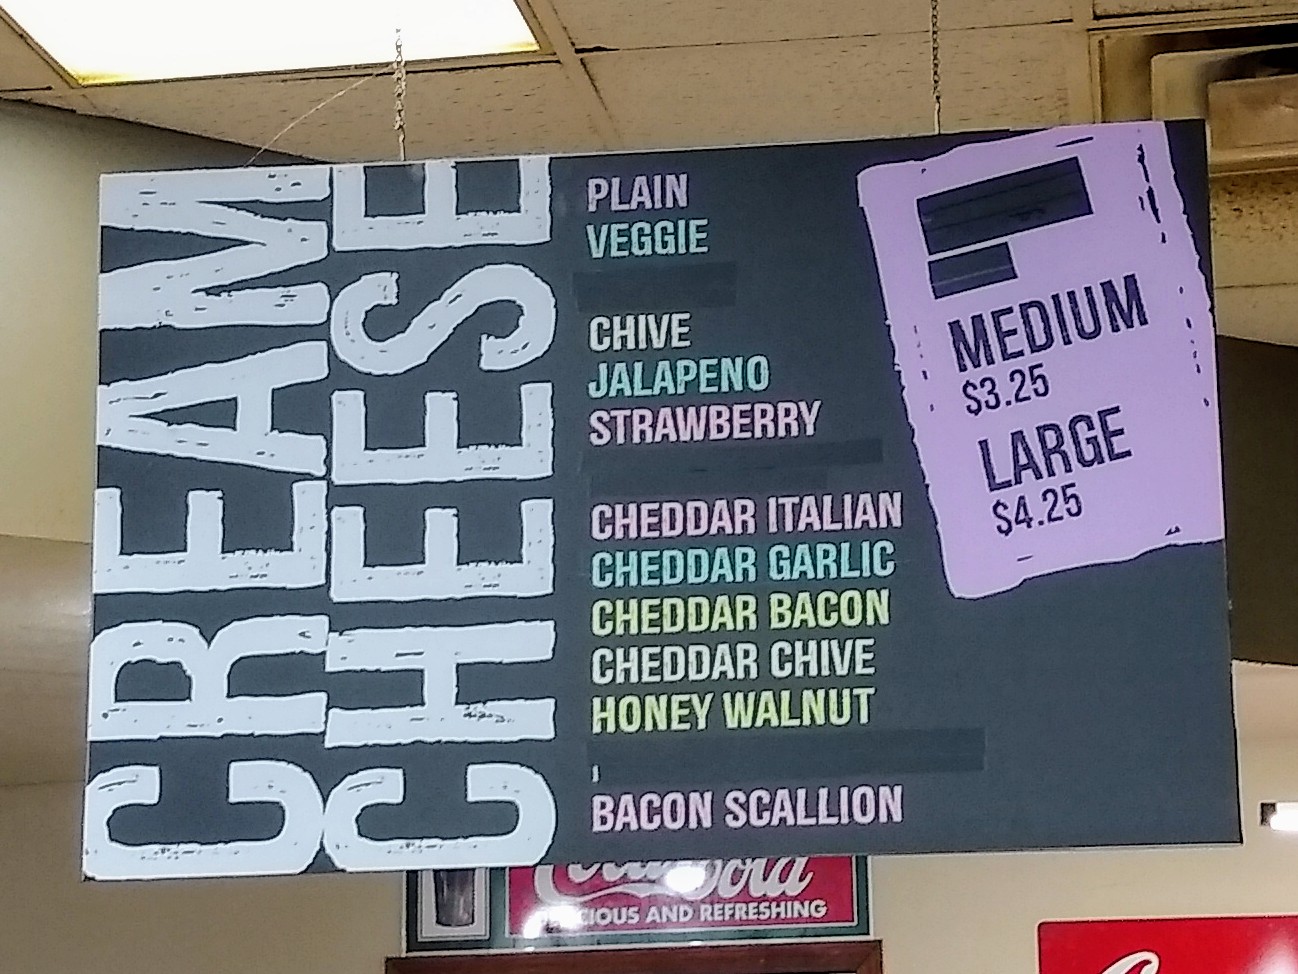 CREAM
CHEESE
PLAIN
VEGGIE
CHIVE
JALAPENO
STRAWBERRY
CHEDDAR ITALIAN
CHEDDAR GARLIC
CHEDDAR BACON
CHEDDAR CHIVE
HONEY WALNUT
BACON SCALLION
MEDIUM
$3.25
LARGE
$4.25
Cold
AND REFRESHING